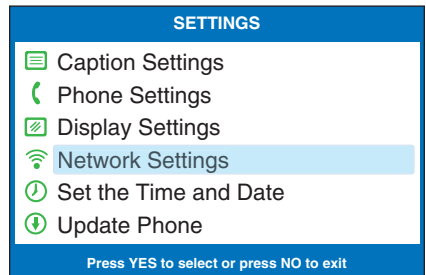 SETTINGS
Caption Settings
Phone Settings
Display Settings
Network Settings
Set the Time and Date
Update Phone
Press YES to select or press NO to exit